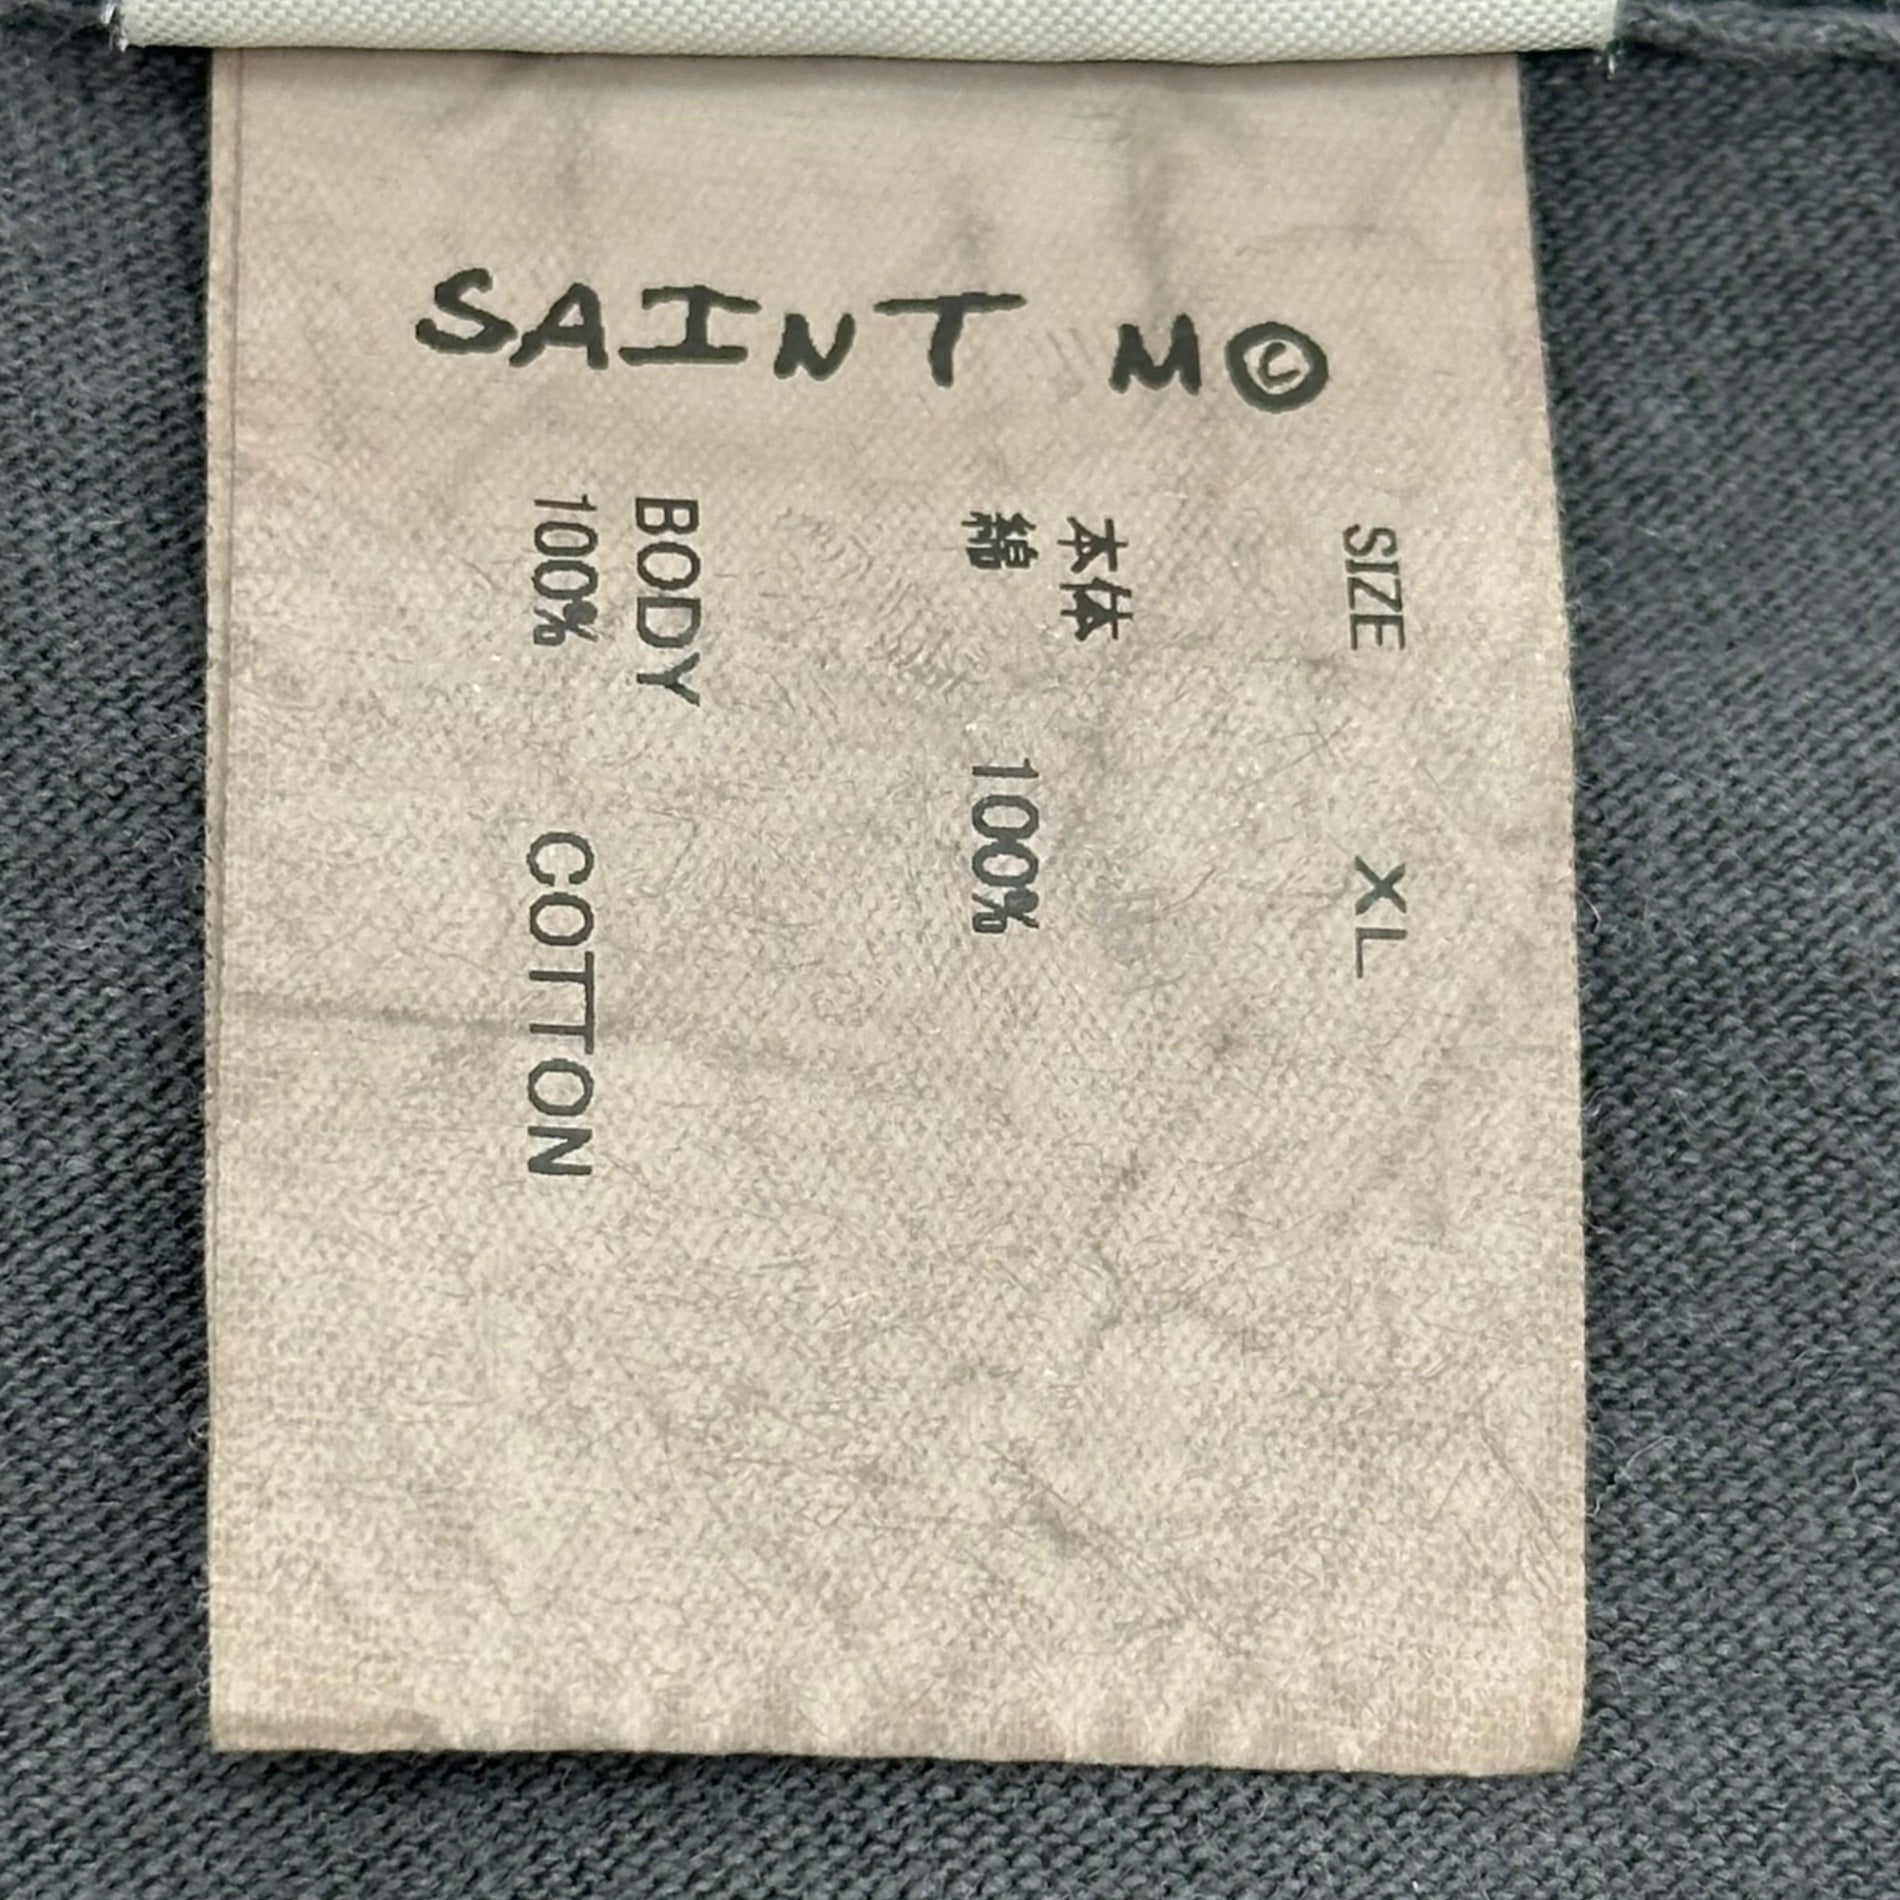 SAINT M©
SIZE XL
本体
綿 100%
BODY
100% COTTON